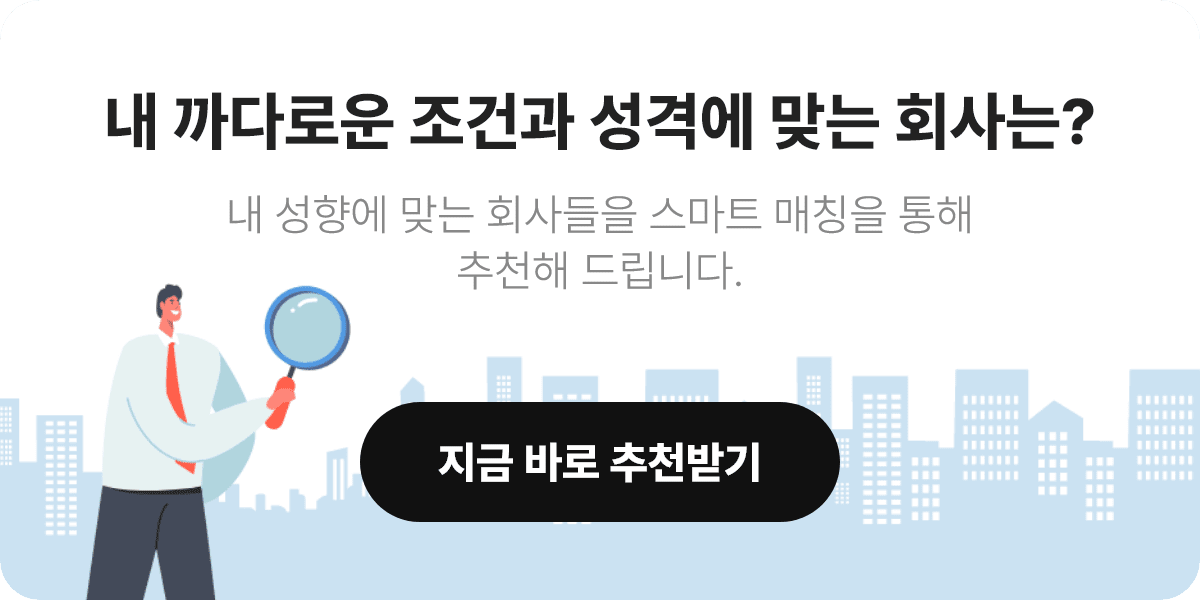 내 까다로운 조건과 성격에 맞는 회사는?
내 성향에 맞는 회사들을 스마트 매칭을 통해
추천해 드립니다.
지금 바로 추천받기